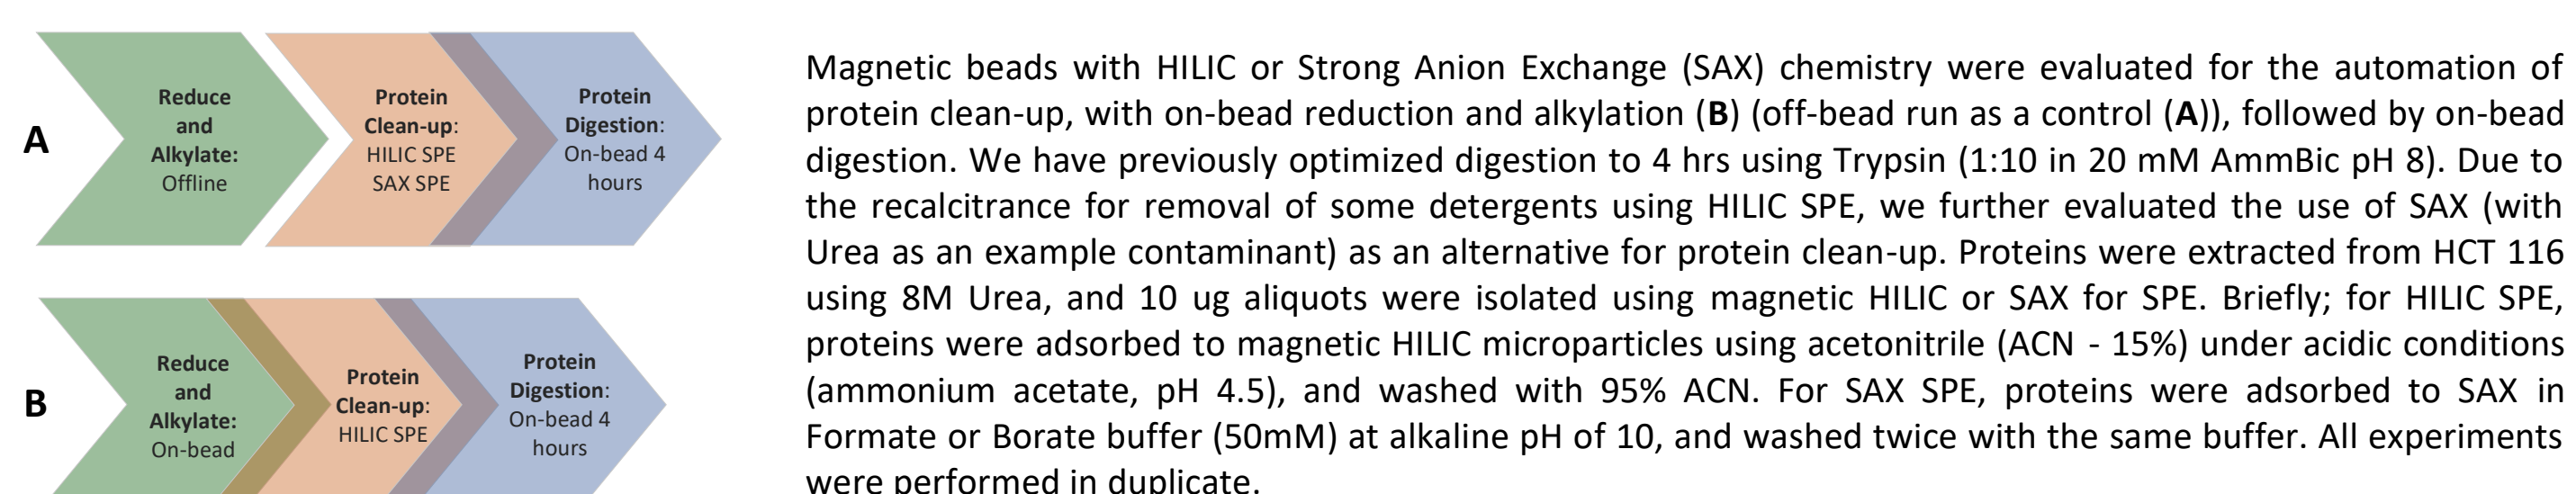 A
Reduce
and
Alkylate:
Offline
Protein
Clean-up:
HILIC SPE
SAX SPE
Protein
Digestion:
On-bead 4
hours
B
Reduce
and
Alkylate:
On-bead
Protein
Clean-up:
HILIC SPE
Protein
Digestion:
On-bead 4
hours
Magnetic beads with HILIC or Strong Anion Exchange (SAX) chemistry were evaluated for the automation of
protein clean-up, with on-bead reduction and alkylation (B) (off-bead run as a control (A)), followed by on-bead
digestion. We have previously optimized digestion to 4 hrs using Trypsin (1:10 in 20 mM AmmBic pH 8). Due to
the recalcitrance for removal of some detergents using HILIC SPE, we further evaluated the use of SAX (with
Urea as an example contaminant) as an alternative for protein clean-up. Proteins were extracted from HCT 116
using 8M Urea, and 10 ug aliquots were isolated using magnetic HILIC or SAX for SPE. Briefly; for HILIC SPE,
proteins were adsorbed to magnetic HILIC microparticles using acetonitrile (ACN - 15%) under acidic conditions
(ammonium acetate, pH 4.5), and washed with 95% ACN. For SAX SPE, proteins were adsorbed to SAX in
Formate or Borate buffer (50mM) at alkaline pH of 10, and washed twice with the same buffer. All experiments
were performed in duplicate.